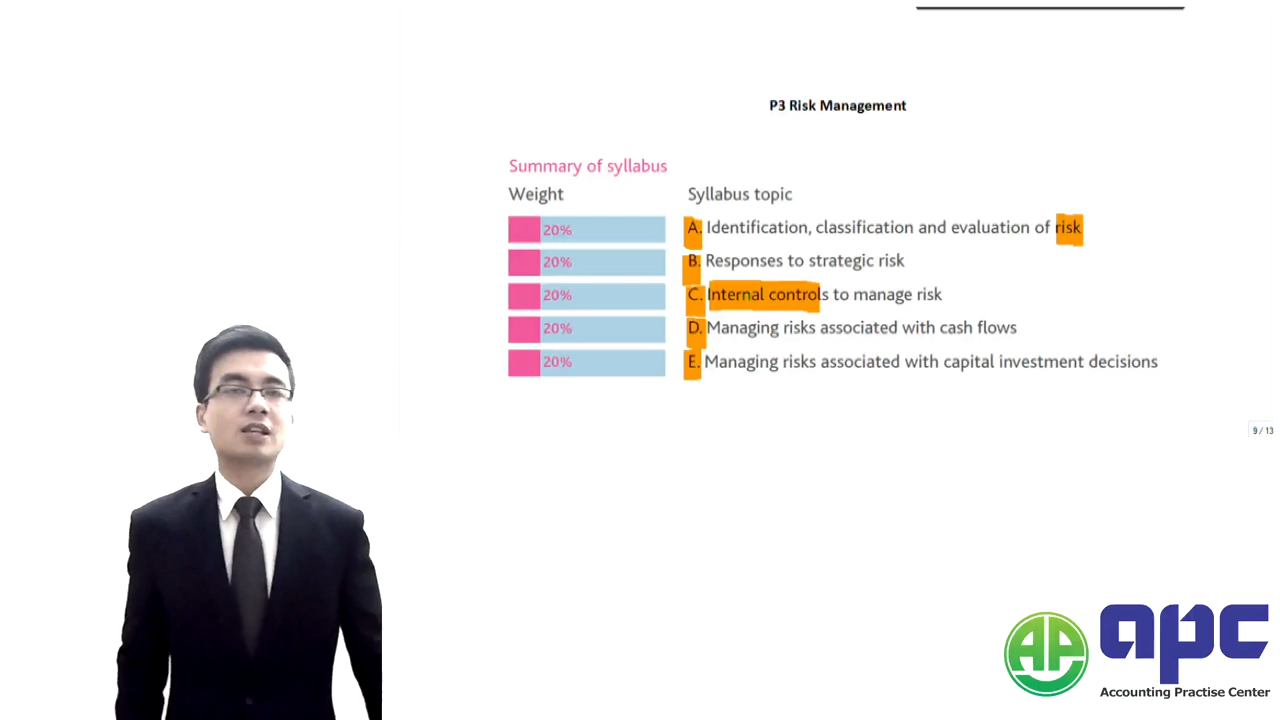 P3 Risk Management
Summary of syllabus
Weight Syllabus topic
20% A. Identification, classification and evaluation of risk
20% B. Responses to strategic risk
20% C. Internal controls to manage risk
20% D. Managing risks associated with cash flows
20% E. Managing risks associated with capital investment decisions
9 / 13
AP apc
Accounting Practise Center